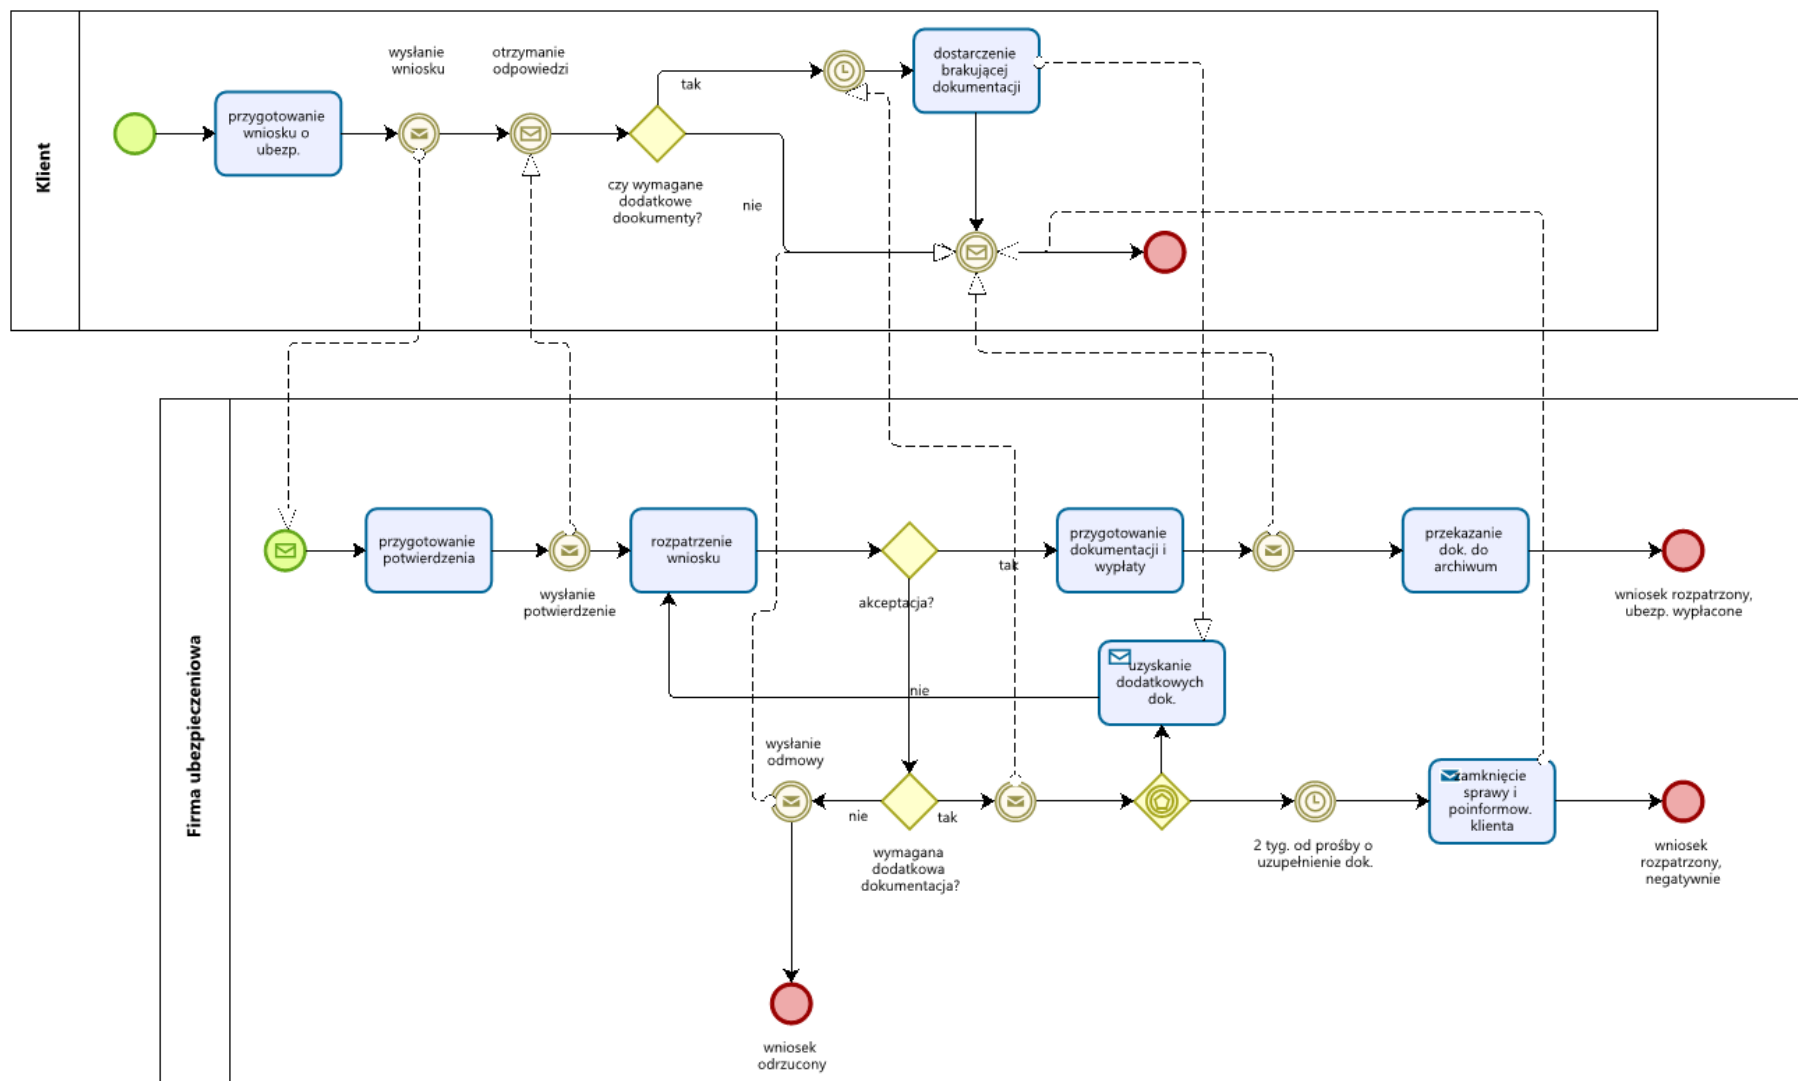 Klient
wysłanie
wniosku
otrzymanie
odpowiedzi
przygotowanie
wniosku o
ubezp.
czy wymagane
dodatkowe
dookumenty?
tak
nie
dostarczenie
brakującej
dokumentacji
Firma ubezpieczeniowa
przygotowanie
potwierdzenia
wysłanie
potwierdzenie
rozpatrzenie
wniosku
akceptacja?
tak
nie
przygotowanie
dokumentacji i
wypłaty
przekazanie
dok. do
archiwum
wniosek rozpatrzony,
ubezp. wypłacone
uzyskanie
dodatkowych
dok.
wysłanie
odmowy
nie
tak
wymagana
dodatkowa
dokumentacja?
2 tyg. od prośby o
uzupełnienie dok.
zamknięcie
sprawy i
poinformow.
klienta
wniosek
rozpatrzony,
negatywnie
wniosek
odrzucony